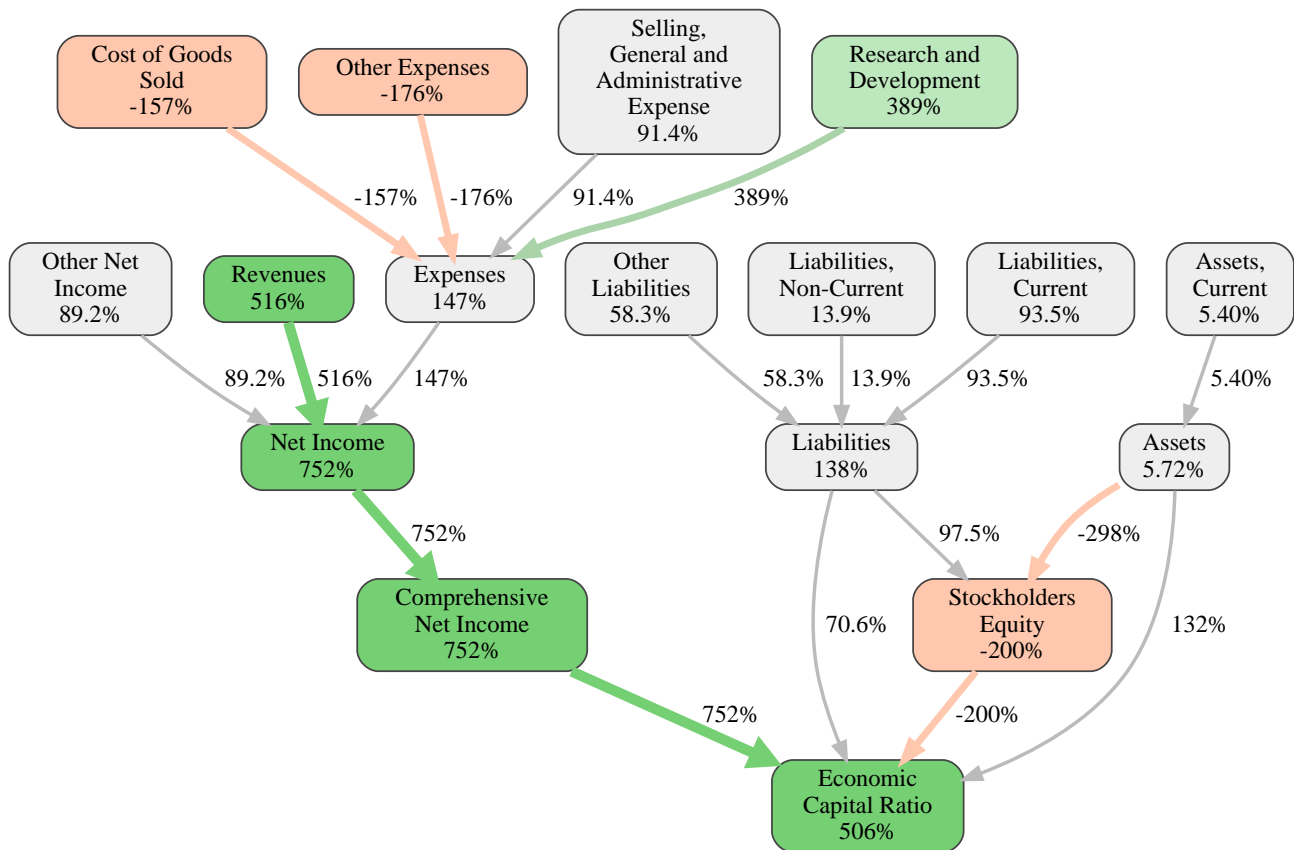 Cost of Goods
Sold
-157%
Other Expenses
-176%
Selling,
General and
Administrative
Expense
91.4%
Research and
Development
389%
-157%
-176%
91.4%
389%
Other Net
Income
89.2%
Revenues
516%
Expenses
147%
Other
Liabilities
58.3%
Liabilities,
Non-Current
13.9%
Liabilities,
Current
93.5%
Assets,
Current
5.40%
89.2%
516%
147%
58.3%
13.9%
93.5%
5.40%
Net Income
752%
Liabilities
138%
Assets
5.72%
752%
97.5%
-298%
Comprehensive
Net Income
752%
Stockholders
Equity
-200%
70.6%
132%
752%
-200%
Economic
Capital Ratio
506%